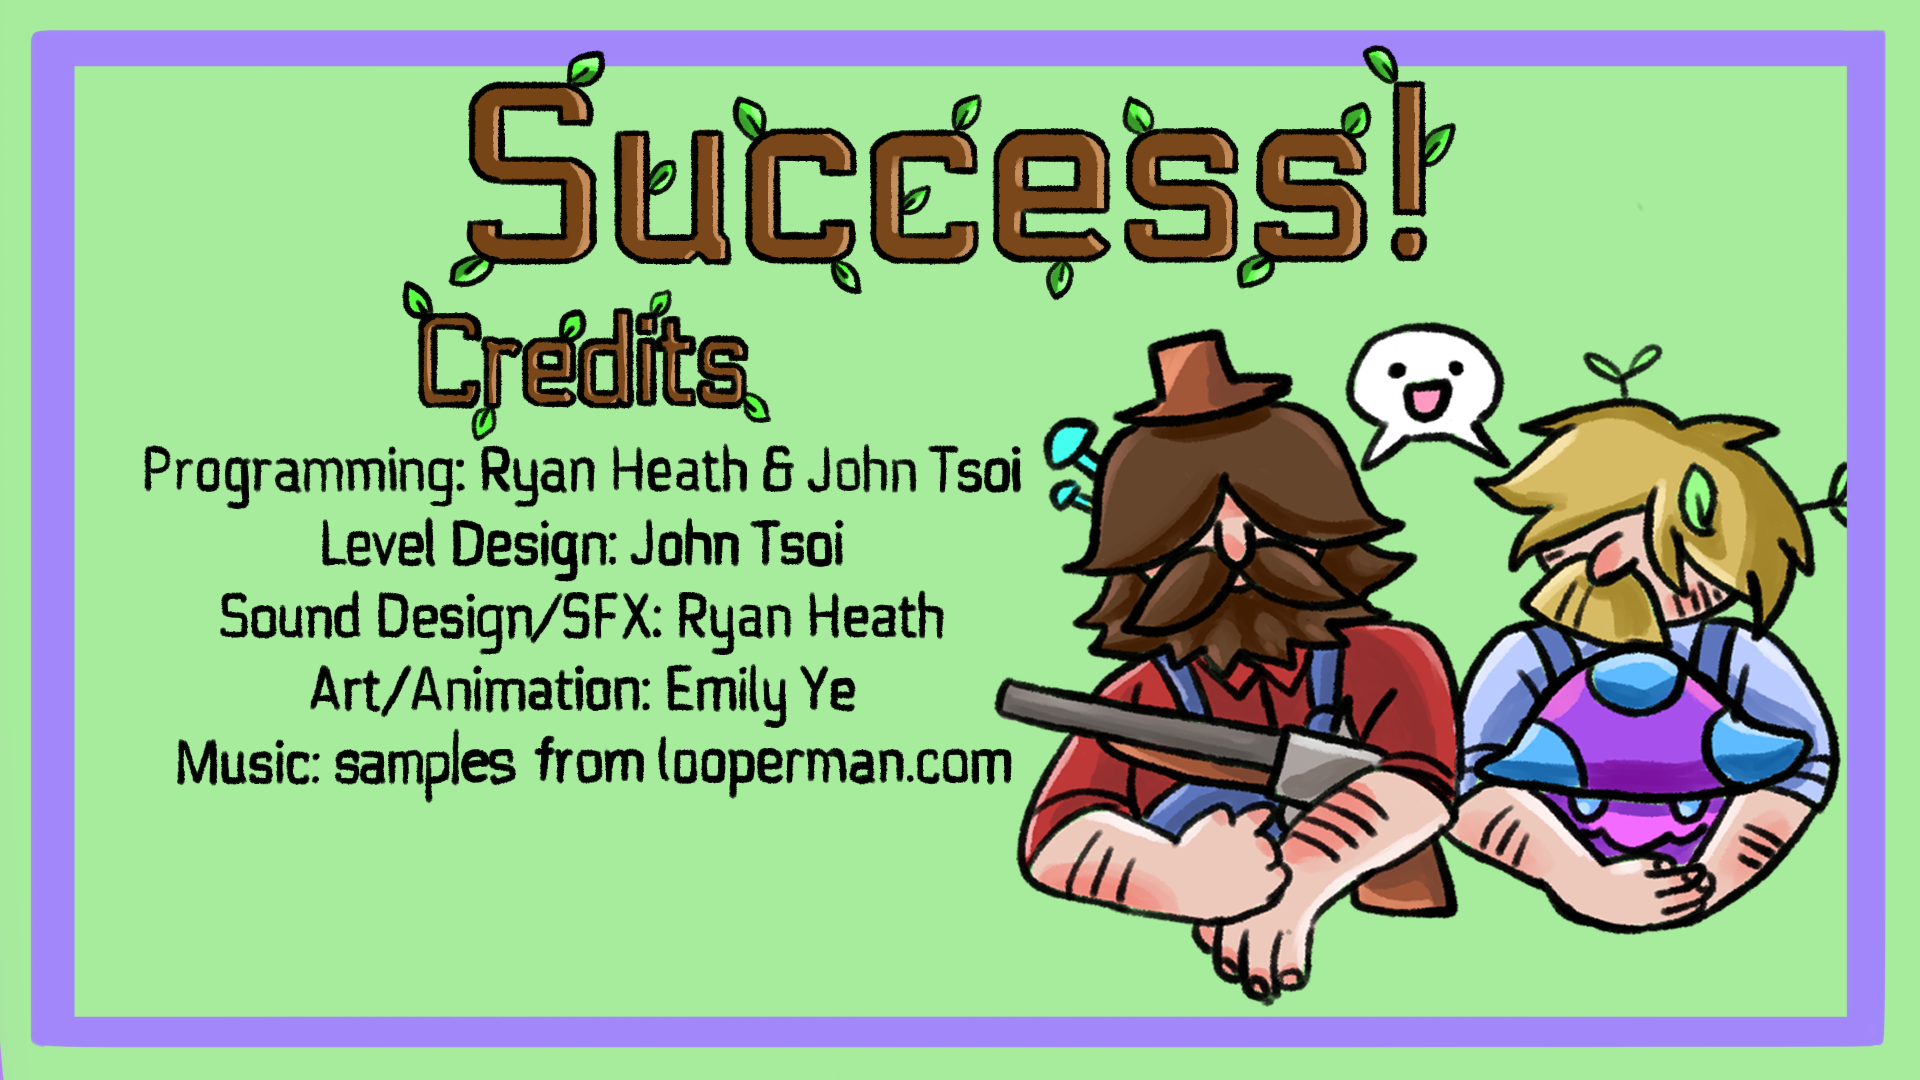 Success!
Credits
Programming: Ryan Heath & John Tsoi
Level Design: John Tsoi
Sound Design/SFX: Ryan Heath
Art/Animation: Emily Ye
Music: samples from looperman.com